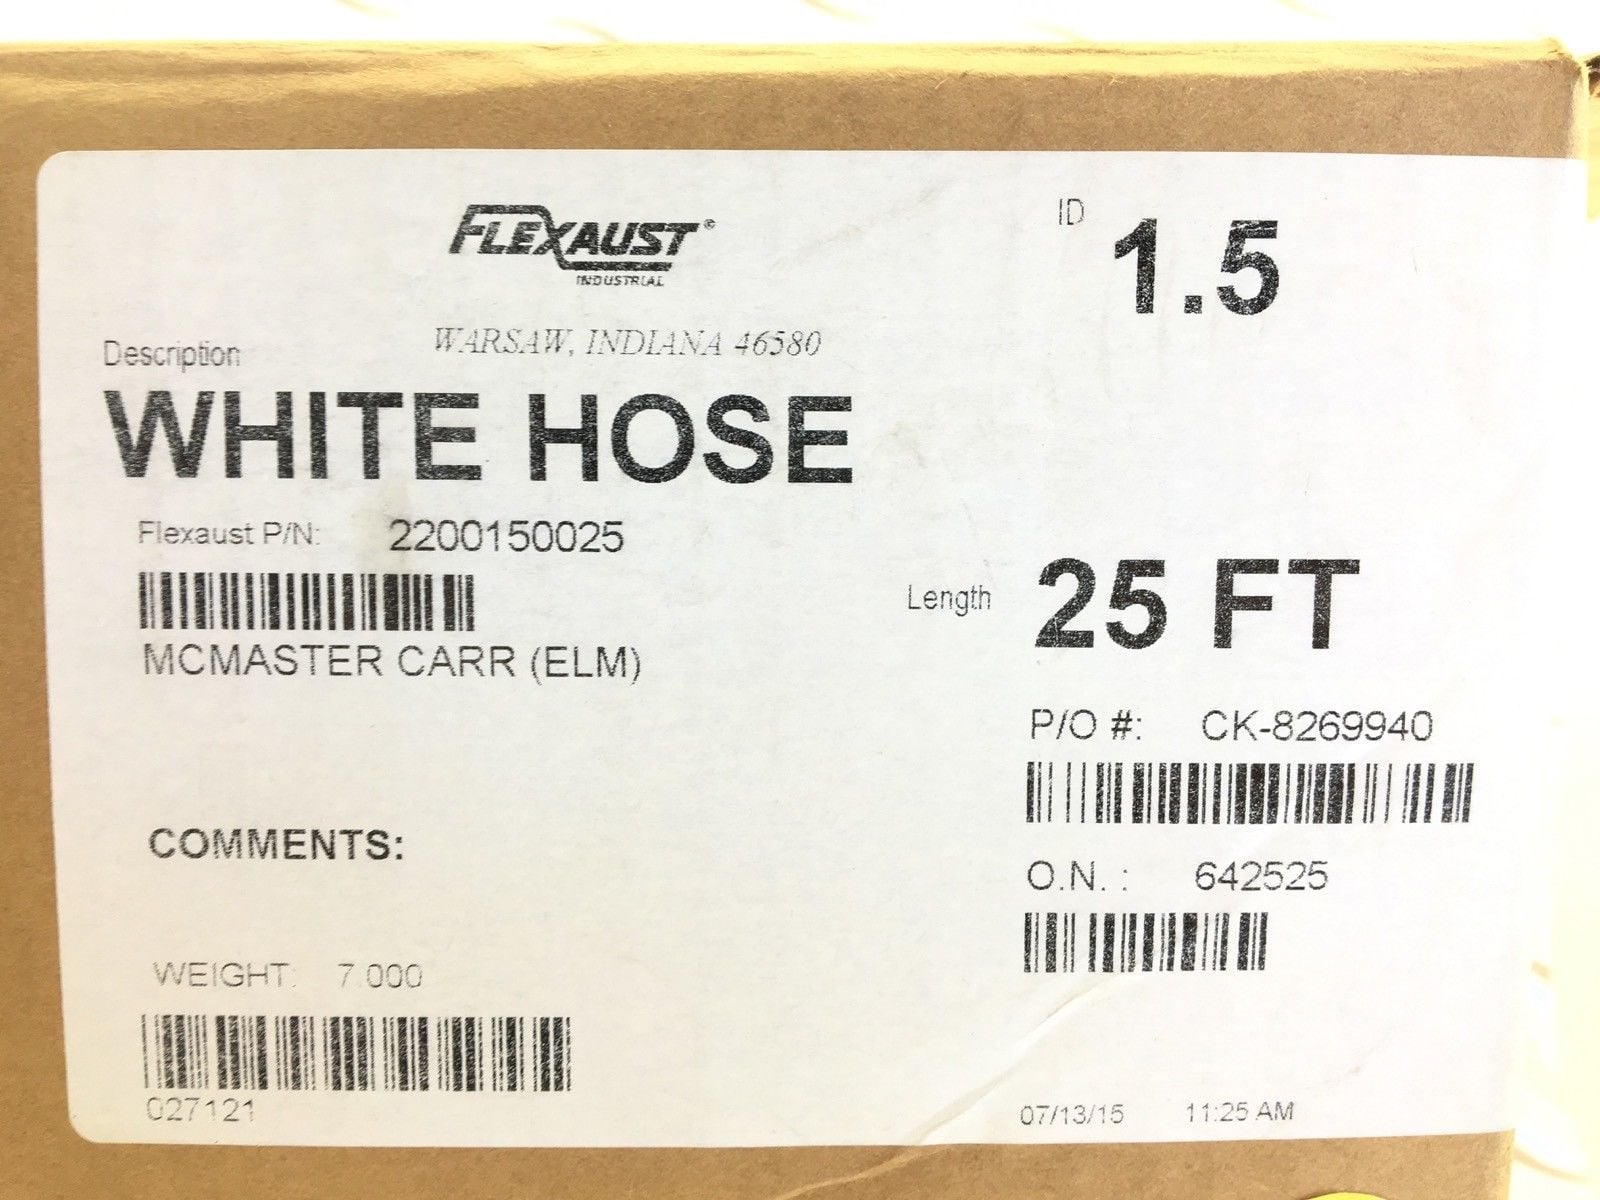 FLEXAUST®
INDUSTRIAL
WARSAW, INDIANA 46580
ID 1.5
Description
WHITE HOSE
Flexaust P/N: 2200150025
MCMASTER CARR (ELM)
Length 25 FT
P/O #: CK-8269940
O.N. : 642525
COMMENTS:
WEIGHT: 7.000
027121
07/13/15 11:25 AM